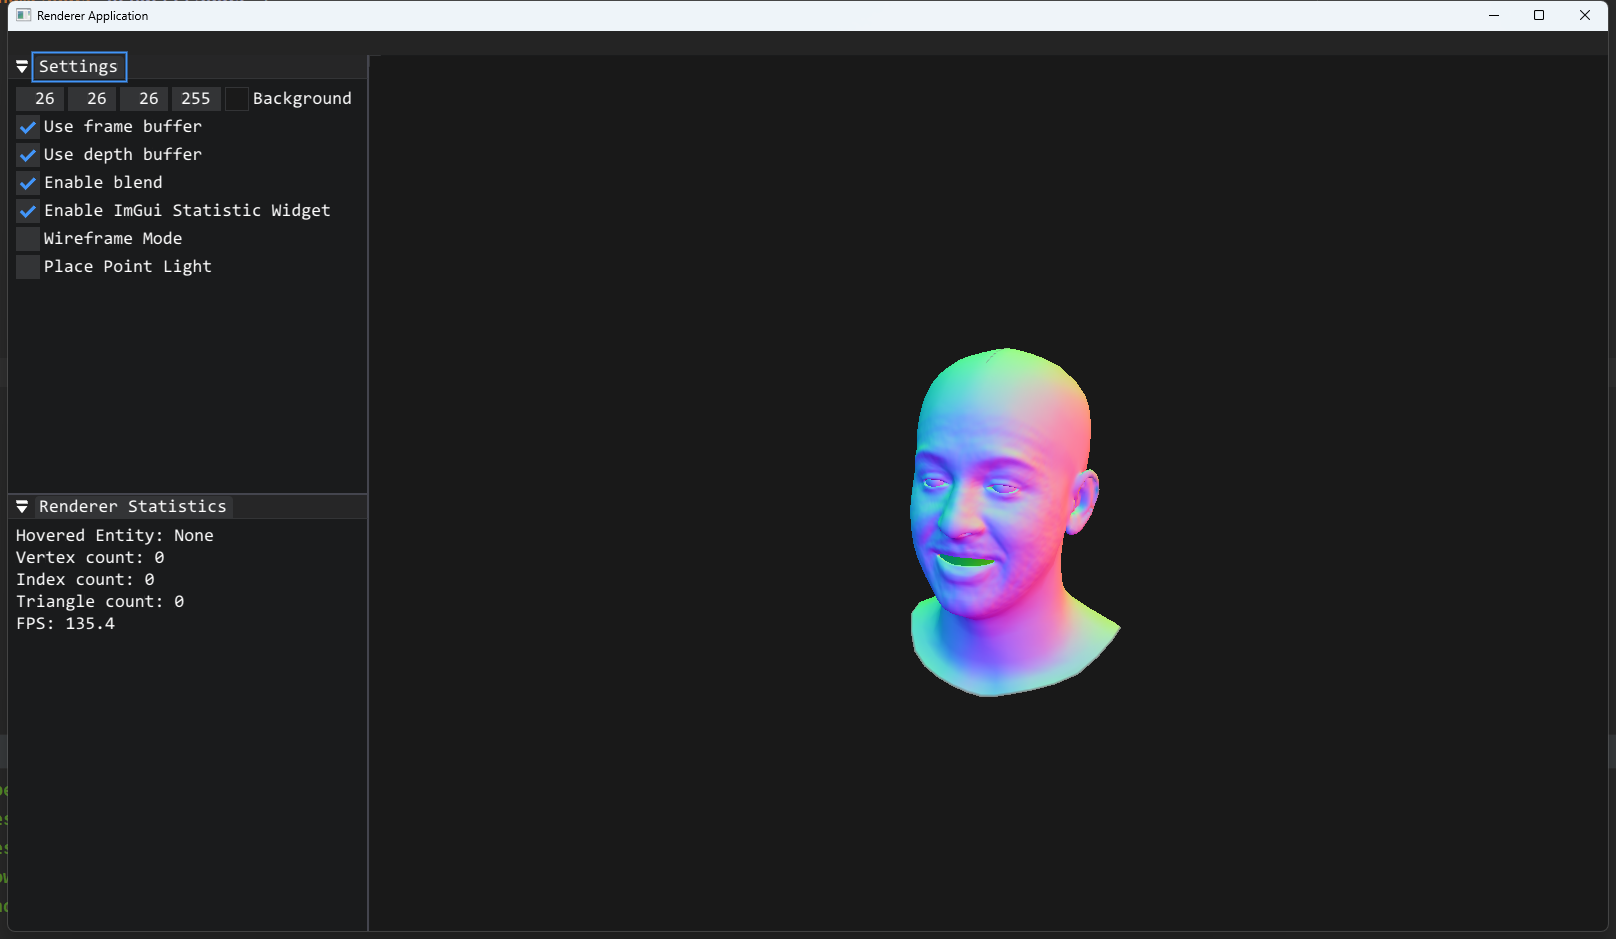 Renderer Application
Settings
26 26 26 255 Background
Use frame buffer
Use depth buffer
Enable blend
Enable ImGui Statistic Widget
Wireframe Mode
Place Point Light
Renderer Statistics
Hovered Entity: None
Vertex count: 0
Index count: 0
Triangle count: 0
FPS: 135.4